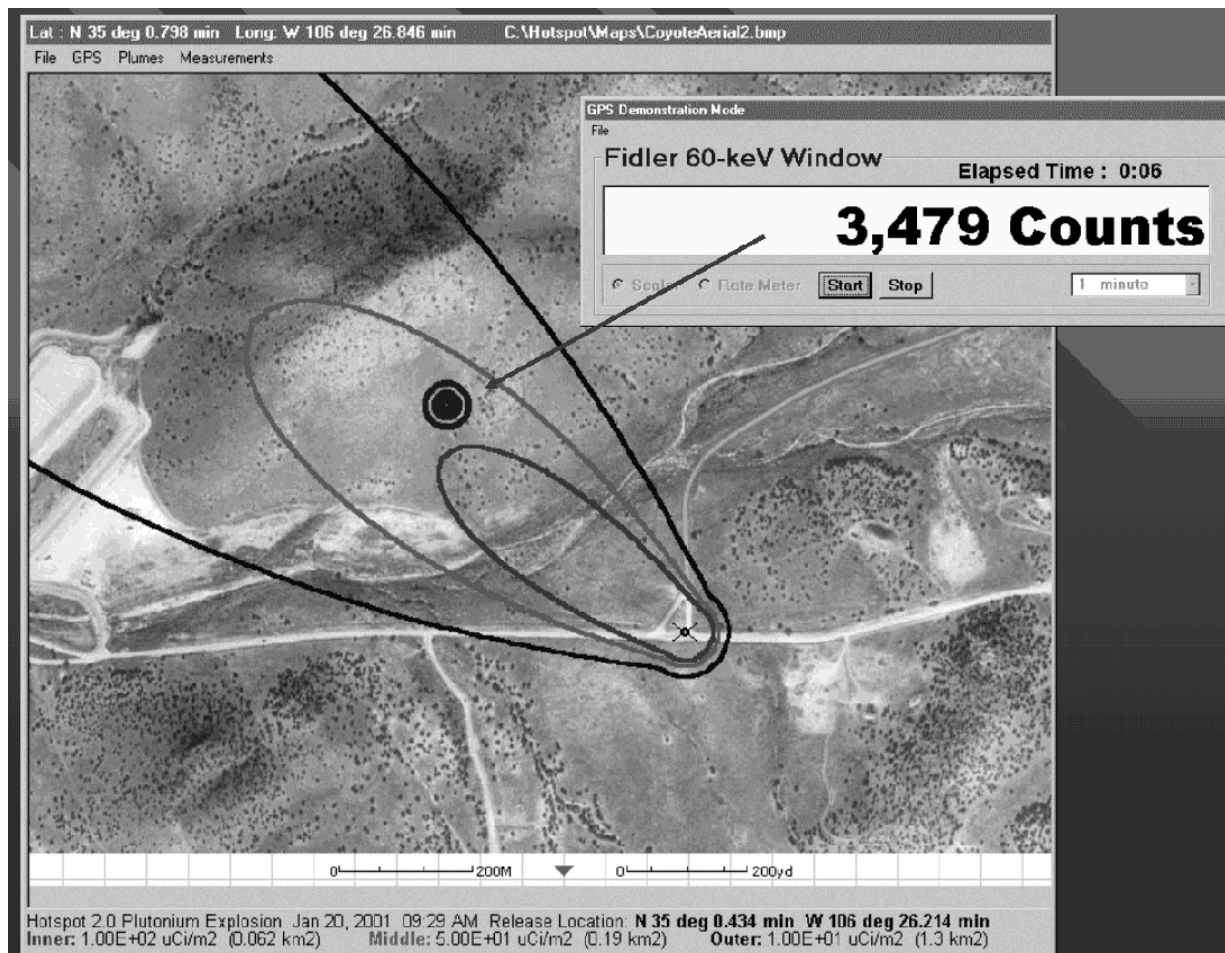 Lat : N 35 deg 0.798 min Long: W 106 deg 26.846 min C:\Hotspot\Maps\CoyoteAerial2.bmp
File GPS Plumes Measurements
GPS Demonstration Mode
File
Fidler 60-keV Window
Elapsed Time : 0:06
3,479 Counts
Rate Meter Start Stop 1 minute
0 200M 0 200yd
Hotspot 2.0 Plutonium Explosion Jan 20, 2001 09:29 AM Release Location: N 35 deg 0.434 min W 106 deg 26.214 min
Inner: 1.00E+02 uCi/m2 (0.062 km2) Middle: 5.00E+01 uCi/m2 (0.19 km2) Outer: 1.00E+01 uCi/m2 (1.3 km2)